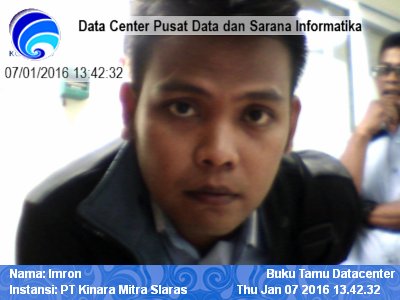 Data Center Pusat Data dan Sarana Informatika
07/01/2016 13:42:32
Nama: Imron
Buku Tamu Datacenter
Instansi: PT Kinara Mitra Slaras
Thu Jan 07 2016 13.42.32